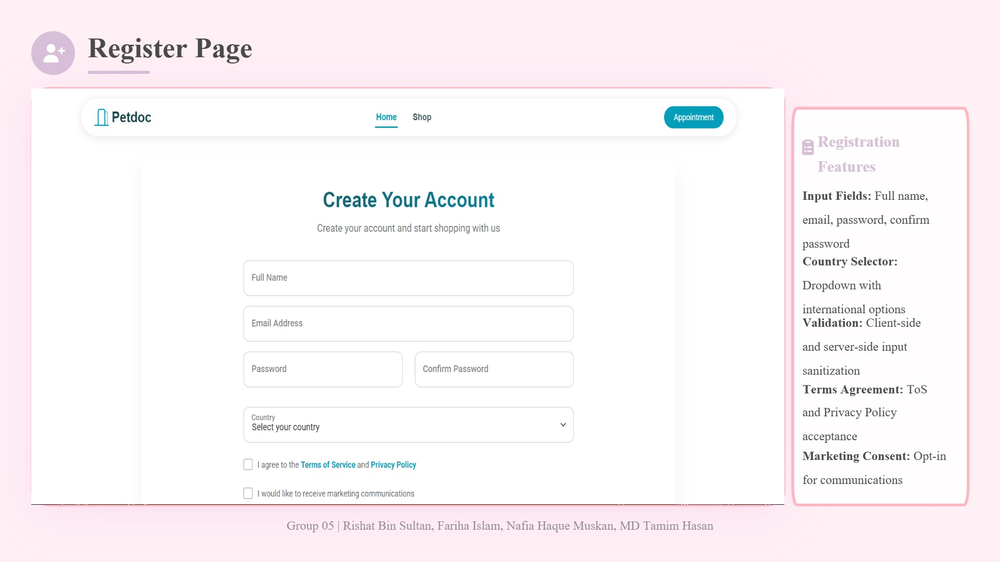 Register Page
Petdoc
Home
Shop
Appointment
Create Your Account
Create your account and start shopping with us
Full Name
Email Address
Password
Confirm Password
Country
Select your country
I agree to the Terms of Service and Privacy Policy
I would like to receive marketing communications
Registration
Features
Input Fields: Full name,
email, password, confirm
password
Country Selector:
Dropdown with
international options
Validation: Client-side
and server-side input
sanitization
Terms Agreement: ToS
and Privacy Policy
acceptance
Marketing Consent: Opt-in
for communications
Group 05 | Rishat Bin Sultan, Fariha Islam, Nafia Haque Muskan, MD Tamim Hasan